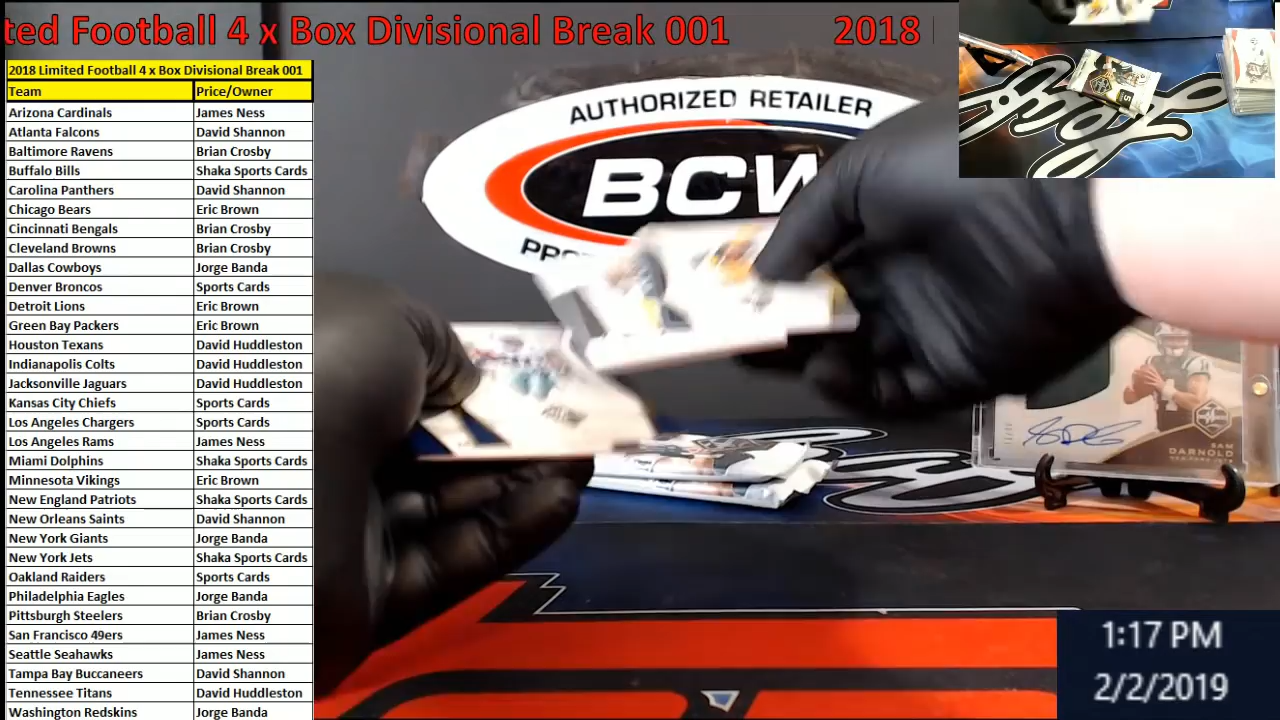 ted Football 4 x Box Divisional Break 001 2018
2018 Limited Football 4 x Box Divisional Break 001
Team Price/Owner
Arizona Cardinals James Ness
Atlanta Falcons David Shannon
Baltimore Ravens Brian Crosby
Buffalo Bills Shaka Sports Cards
Carolina Panthers David Shannon
Chicago Bears Eric Brown
Cincinnati Bengals Brian Crosby
Cleveland Browns Brian Crosby
Dallas Cowboys Jorge Banda
Denver Broncos Sports Cards
Detroit Lions Eric Brown
Green Bay Packers Eric Brown
Houston Texans David Huddleston
Indianapolis Colts David Huddleston
Jacksonville Jaguars David Huddleston
Kansas City Chiefs Sports Cards
Los Angeles Chargers Sports Cards
Los Angeles Rams James Ness
Miami Dolphins Shaka Sports Cards
Minnesota Vikings Eric Brown
New England Patriots Shaka Sports Cards
New Orleans Saints David Shannon
New York Giants Jorge Banda
New York Jets Shaka Sports Cards
Oakland Raiders Sports Cards
Philadelphia Eagles Jorge Banda
Pittsburgh Steelers Brian Crosby
San Francisco 49ers James Ness
Seattle Seahawks James Ness
Tampa Bay Buccaneers David Shannon
Tennessee Titans David Huddleston
Washington Redskins Jorge Banda
AUTHORIZED RETAILER
BCW
SAM
DARNOLD
1:17 PM
2/2/2019